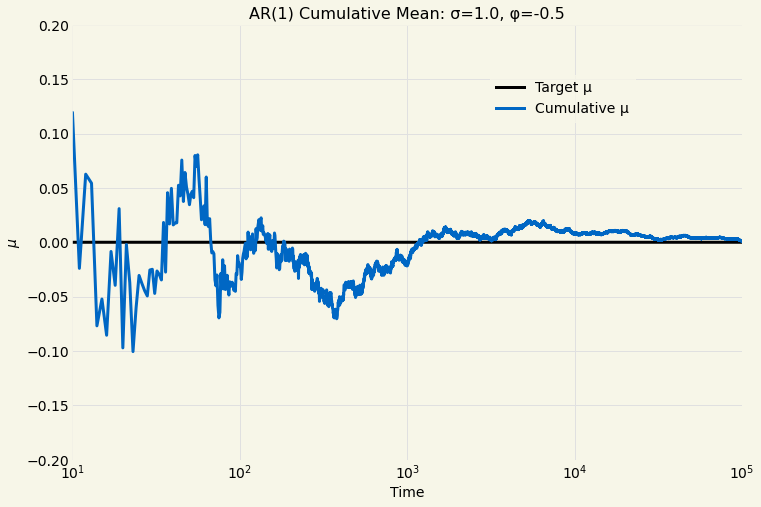 AR(1) Cumulative Mean: σ=1.0, φ=-0.5
0.20
0.15
0.10
0.05
0.00
−0.05
−0.10
−0.15
−0.20
μ
Target μ
Cumulative μ
10¹
10²
10³
10⁴
10⁵
Time